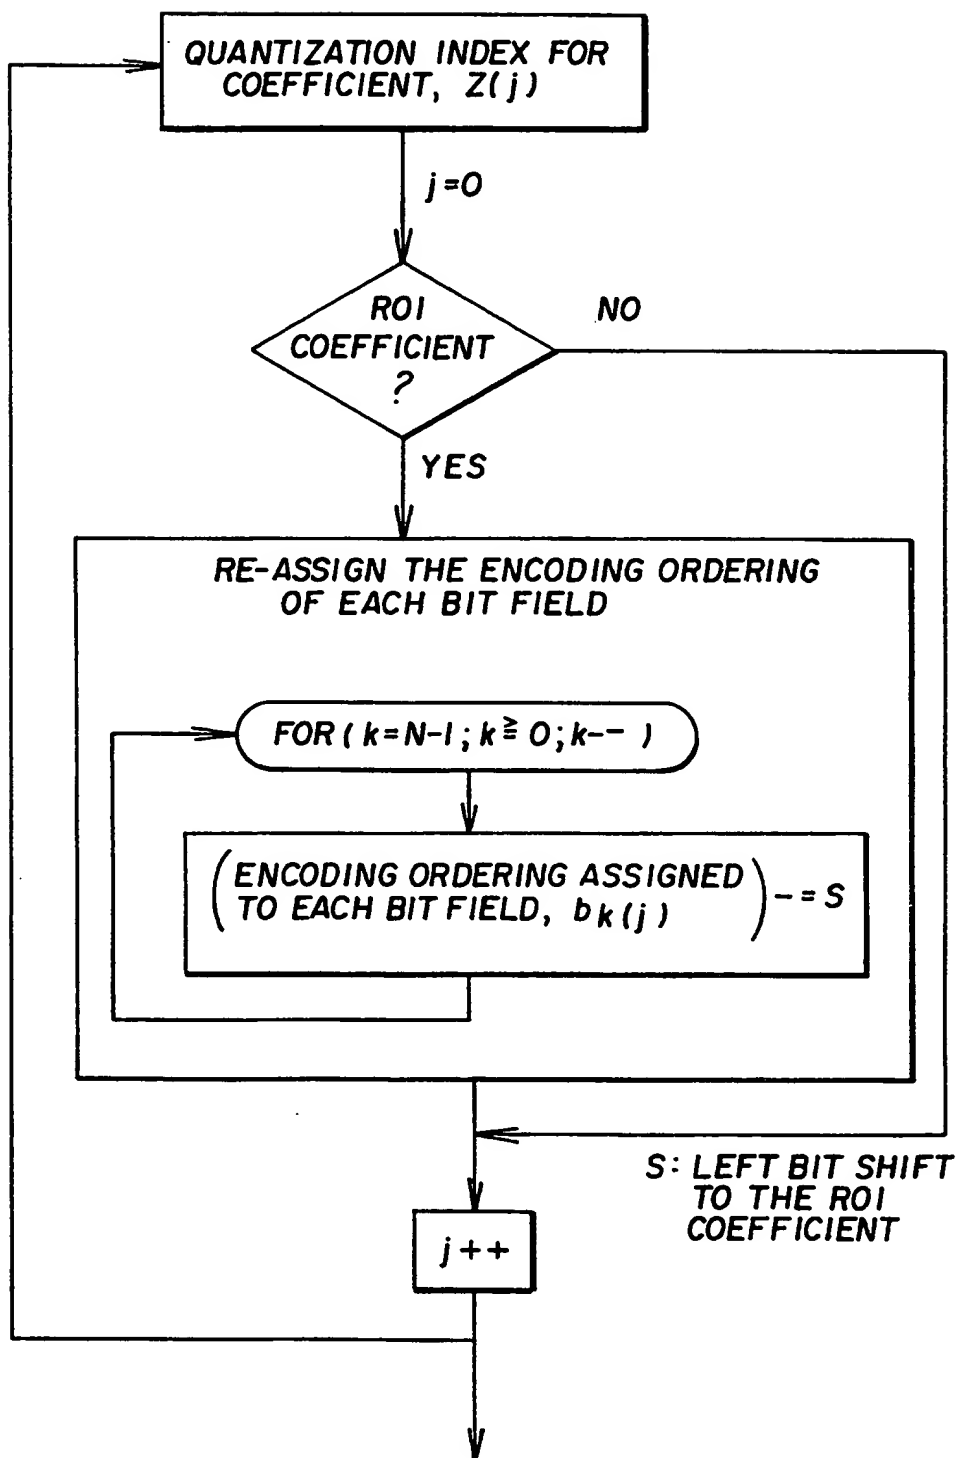 QUANTIZATION INDEX FOR
COEFFICIENT, Z(j)
j=0
ROI
COEFFICIENT
?
NO
YES
RE-ASSIGN THE ENCODING ORDERING
OF EACH BIT FIELD
FOR ( k=N-1 ; k≧0 ; k-- )
(ENCODING ORDERING ASSIGNED
TO EACH BIT FIELD, bk(j)) -= S
S: LEFT BIT SHIFT
TO THE ROI
COEFFICIENT
j++